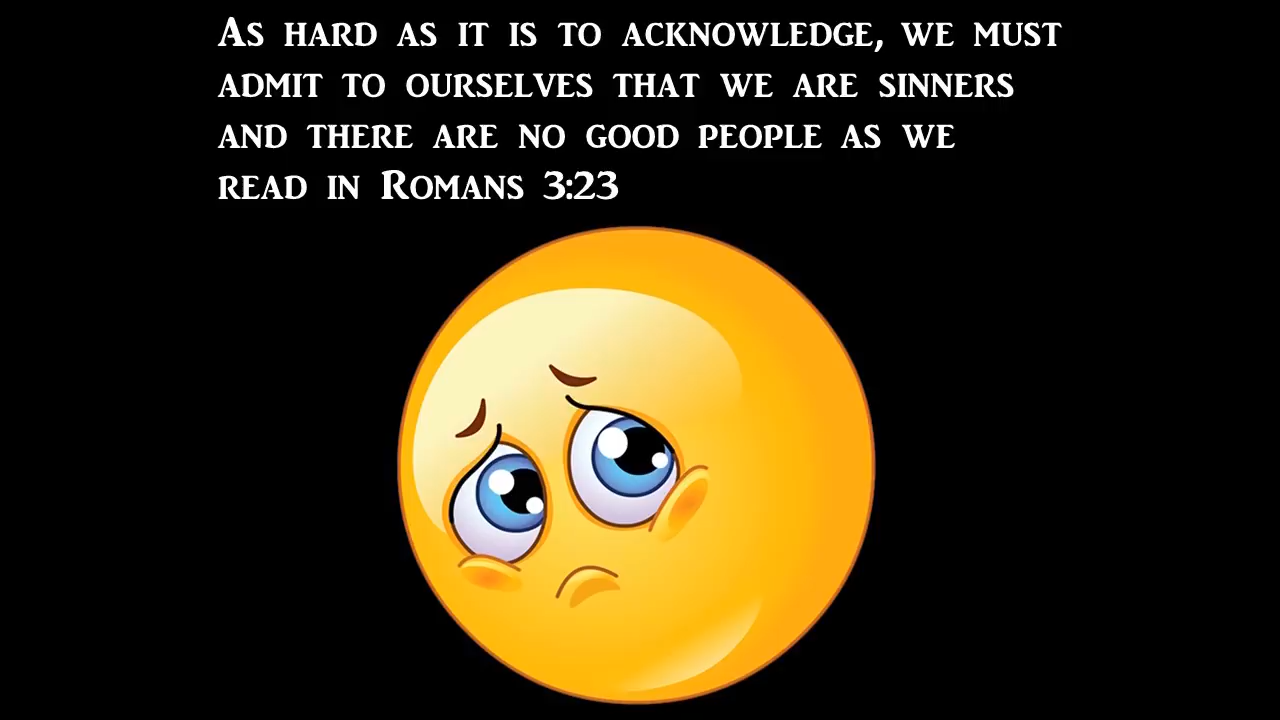 As hard as it is to acknowledge, we must
admit to ourselves that we are sinners
and there are no good people as we
read in Romans 3:23